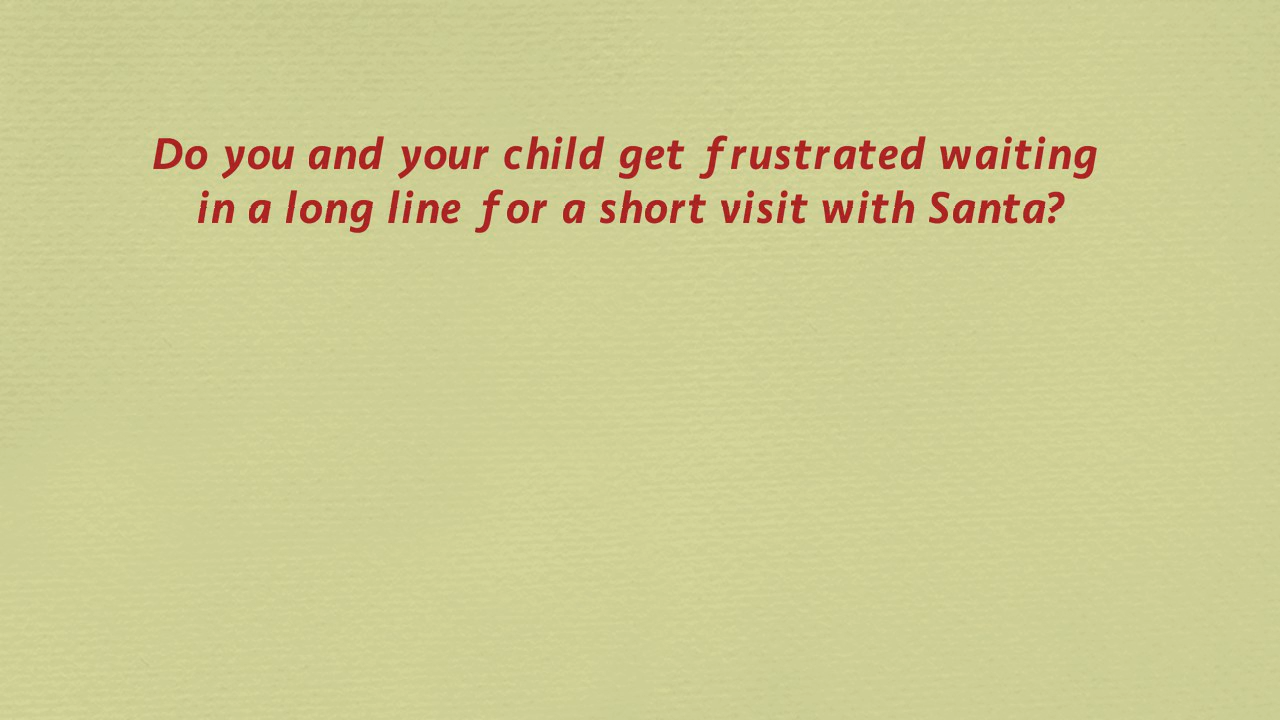 Do you and your child get frustrated waiting
in a long line for a short visit with Santa?